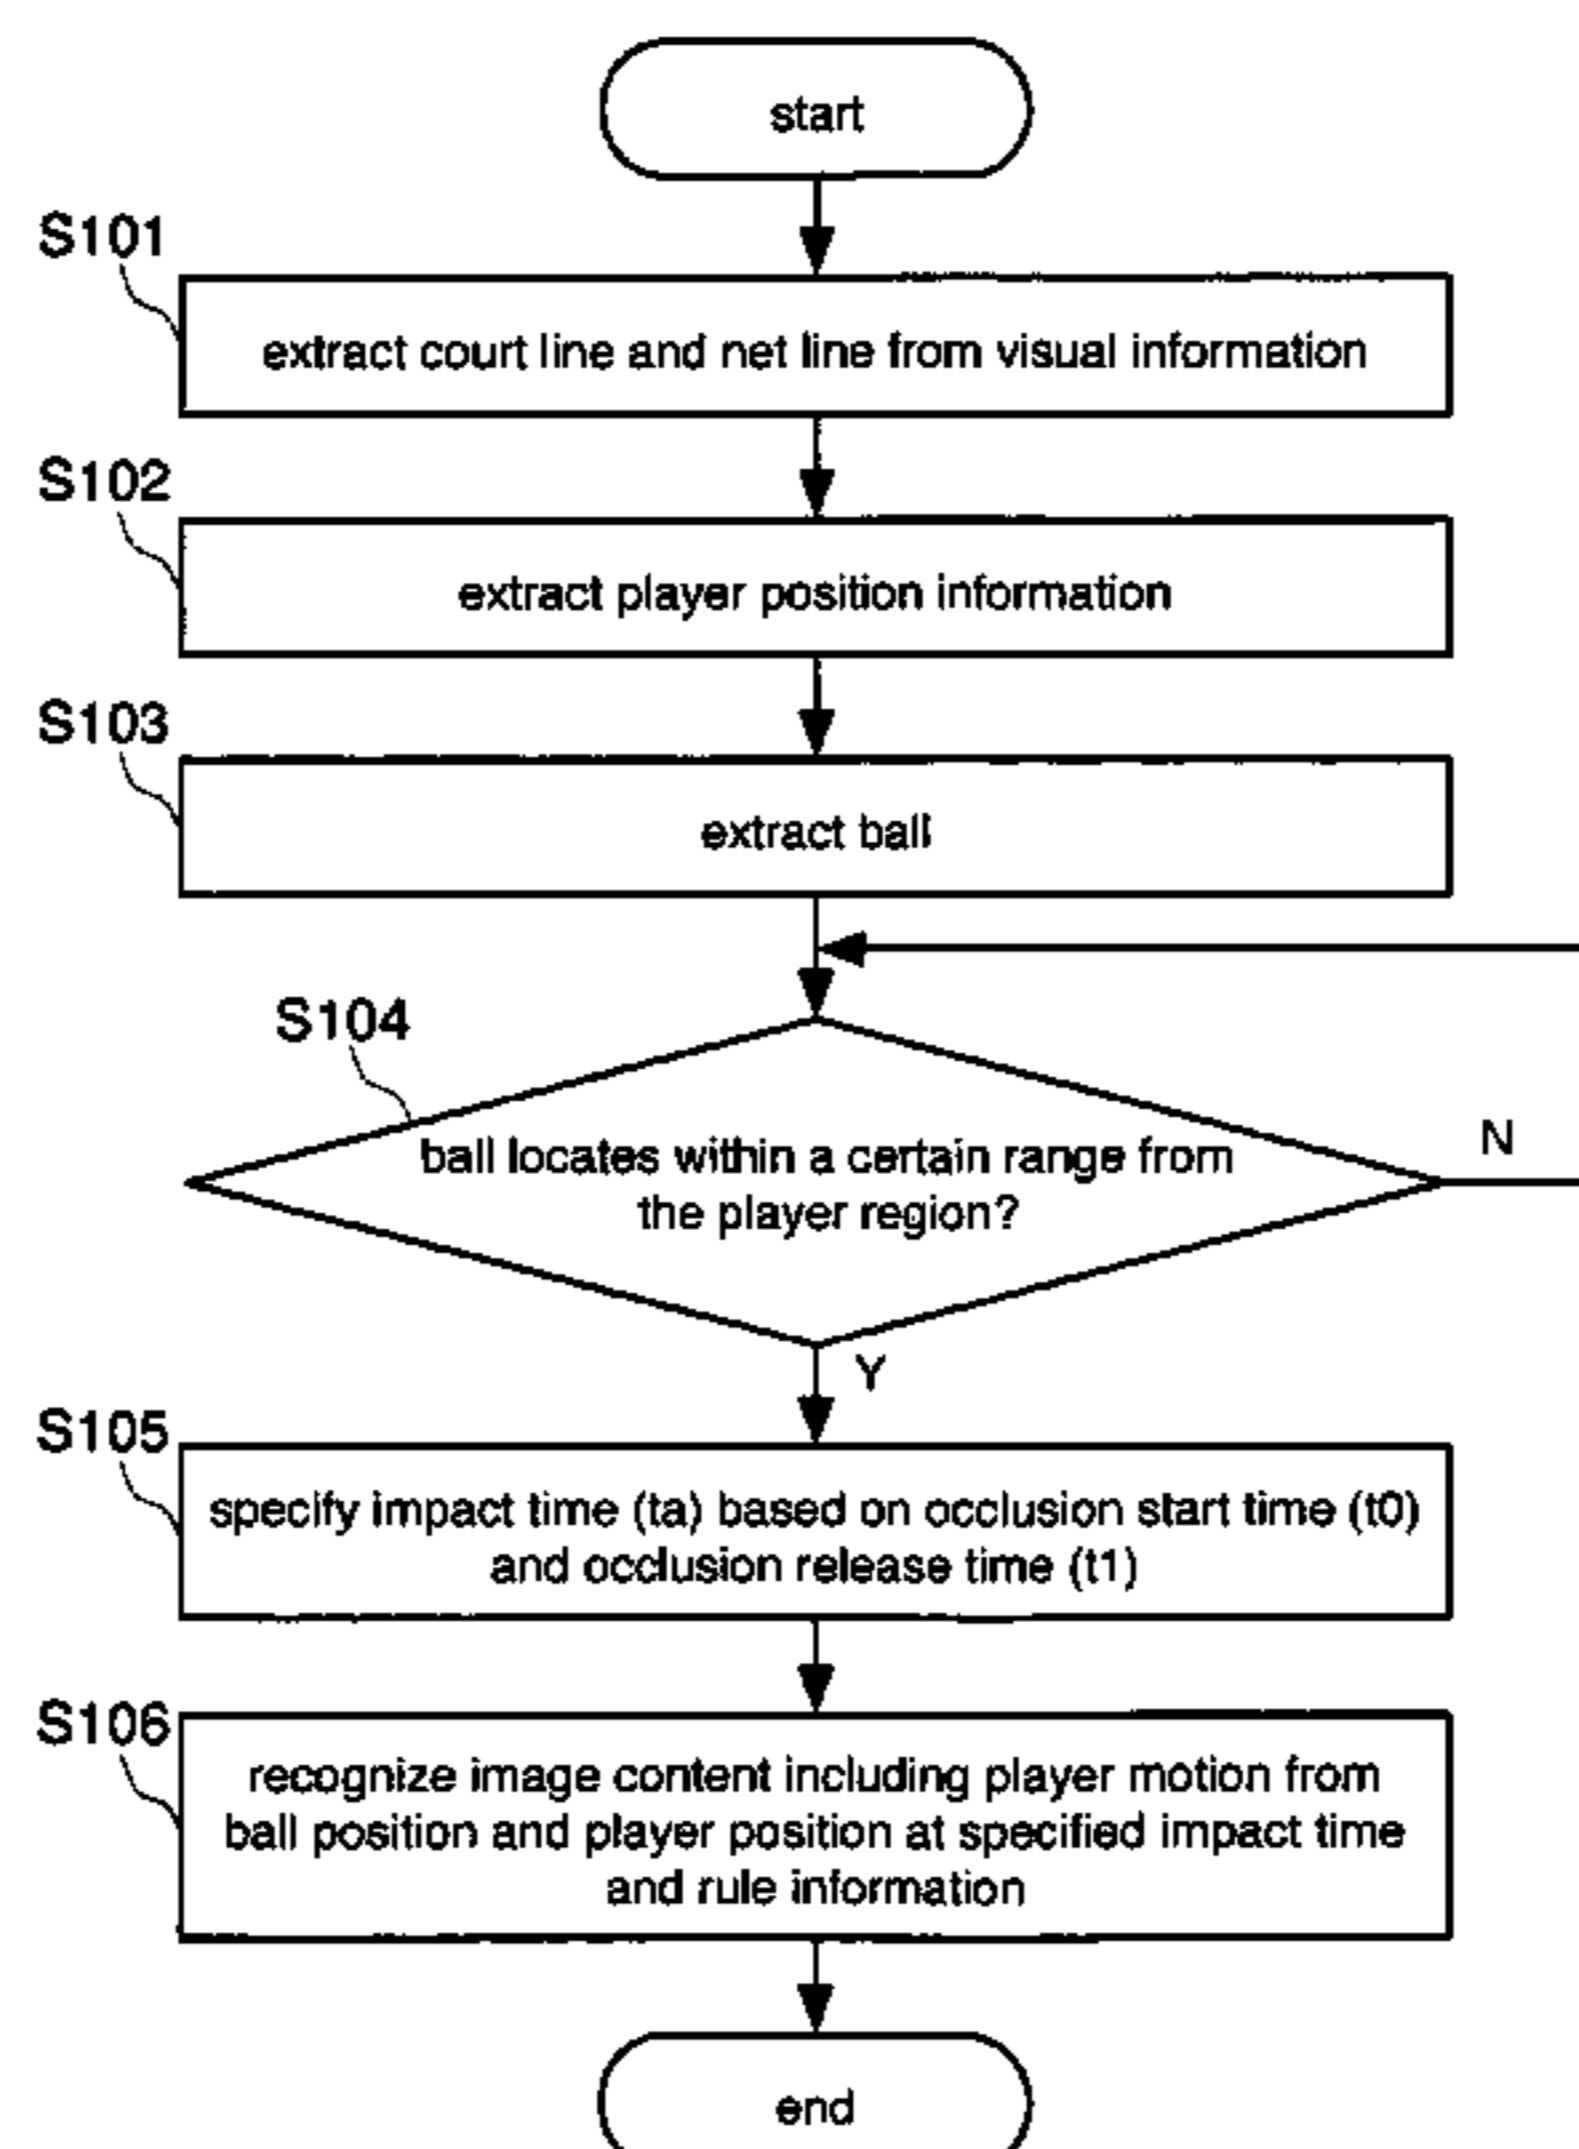 start
S101
extract court line and net line from visual information
S102
extract player position information
S103
extract ball
S104
ball locates within a certain range from
the player region?
N
Y
S105
specify impact time (ta) based on occlusion start time (t0)
and occlusion release time (t1)
S106
recognize image content including player motion from
ball position and player position at specified impact time
and rule information
end